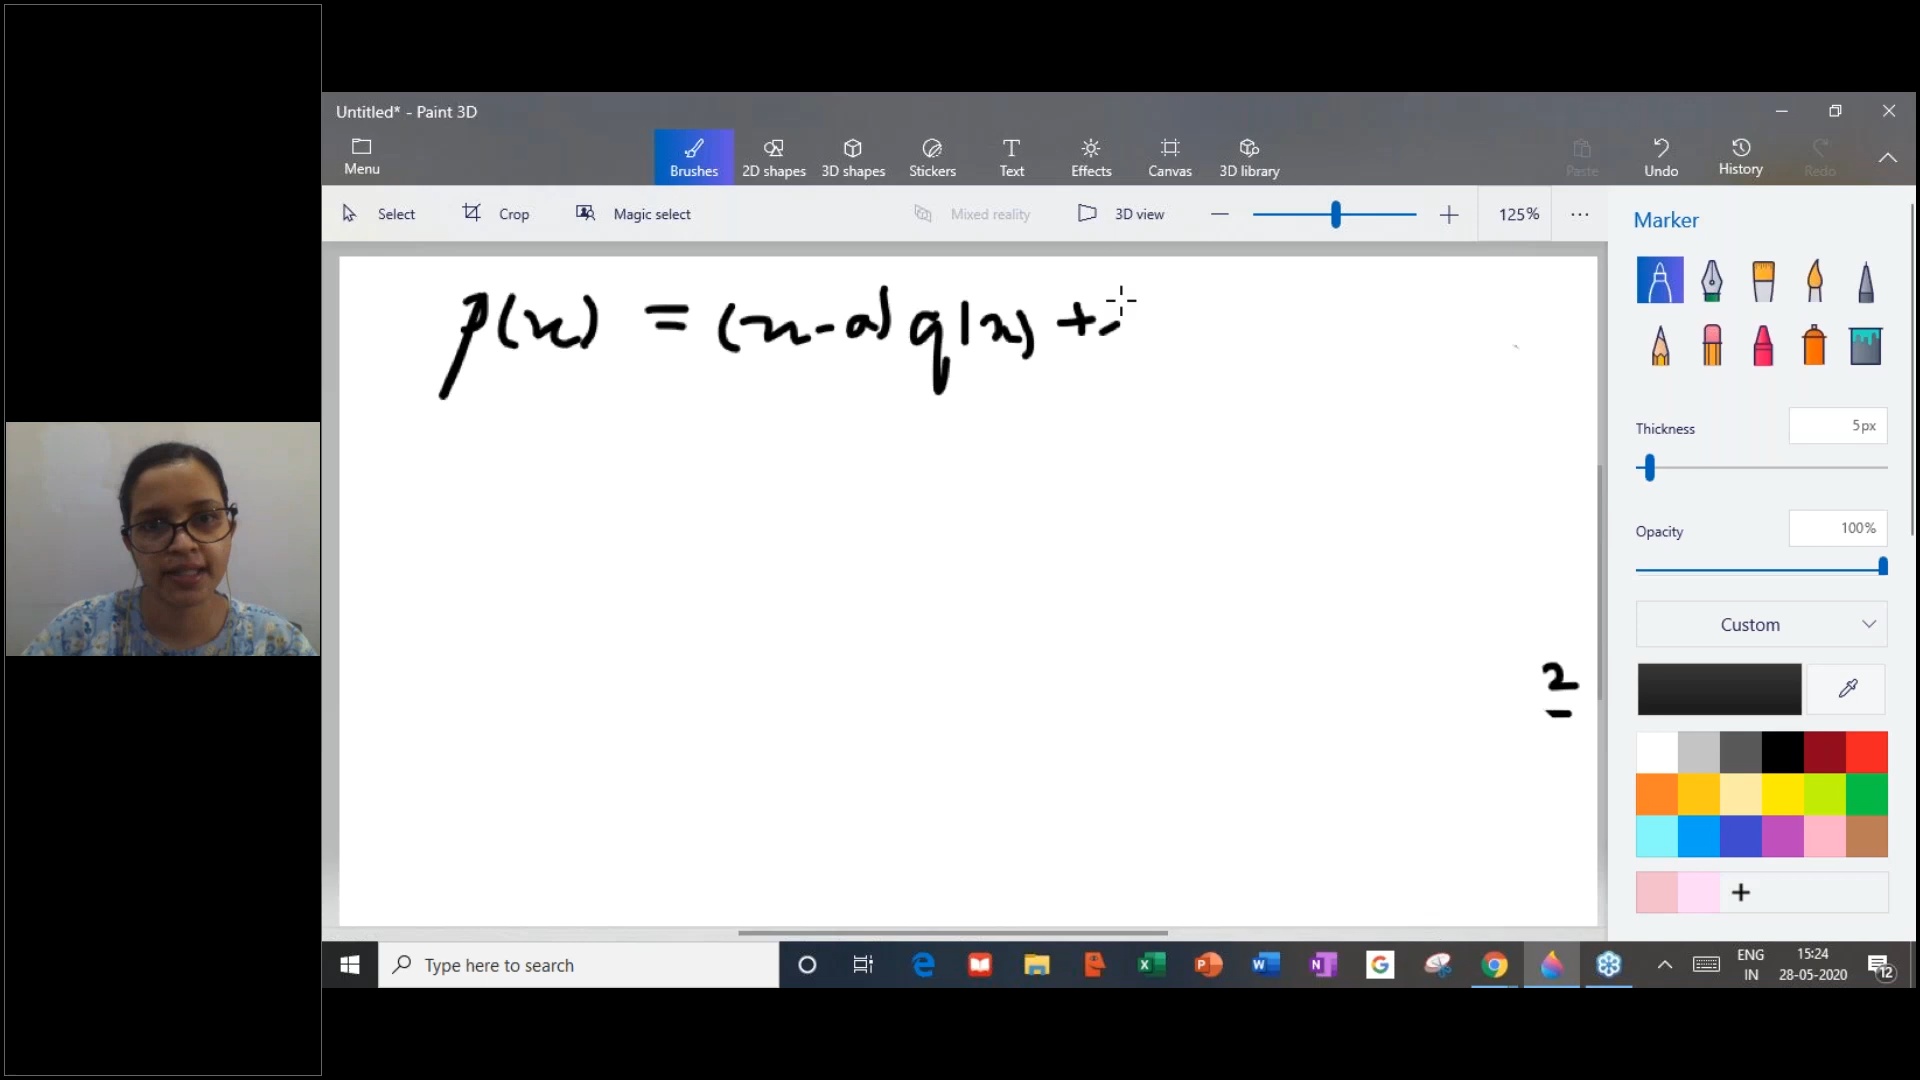 Untitled* - Paint 3D
Menu
Brushes
2D shapes
3D shapes
Stickers
Text
Effects
Canvas
3D library
Paste
Undo
History
Redo
Select
Crop
Magic select
Mixed reality
3D view
125%
Marker
p(x) = (x-a) q(x) +
Thickness
5px
Opacity
100%
Custom
2
Type here to search
ENG
IN
15:24
28-05-2020
12